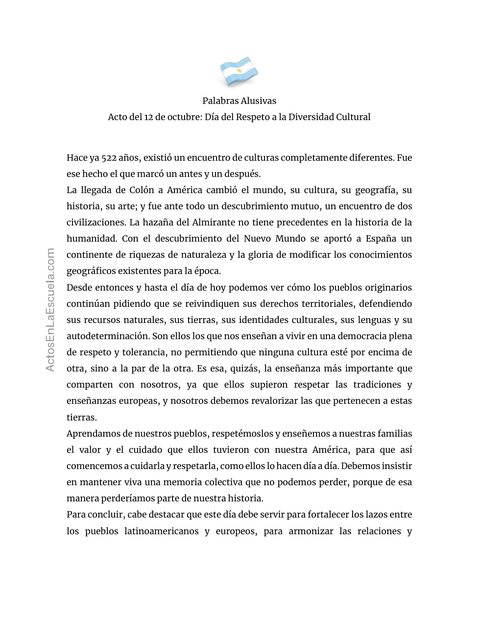 Palabras Alusivas
Acto del 12 de octubre: Día del Respeto a la Diversidad Cultural
Hace ya 522 años, existió un encuentro de culturas completamente diferentes. Fue
ese hecho el que marcó un antes y un después.
La llegada de Colón a América cambió el mundo, su cultura, su geografía, su
historia, su arte; y fue ante todo un descubrimiento mutuo, un encuentro de dos
civilizaciones. La hazaña del Almirante no tiene precedentes en la historia de la
humanidad. Con el descubrimiento del Nuevo Mundo se aportó a España un
continente de riquezas de naturaleza y la gloria de modificar los conocimientos
geográficos existentes para la época.
Desde entonces y hasta el día de hoy podemos ver cómo los pueblos originarios
continúan pidiendo que se reivindiquen sus derechos territoriales, defendiendo
sus recursos naturales, sus tierras, sus identidades culturales, sus lenguas y su
autodeterminación. Son ellos los que nos enseñan a vivir en una democracia plena
de respeto y tolerancia, no permitiendo que ninguna cultura esté por encima de
otra, sino a la par de la otra. Es esa, quizás, la enseñanza más importante que
comparten con nosotros, ya que ellos supieron respetar las tradiciones y
enseñanzas europeas, y nosotros debemos revalorizar las que pertenecen a estas
tierras.
Aprendamos de nuestros pueblos, respetémoslos y enseñemos a nuestras familias
el valor y el cuidado que ellos tuvieron con nuestra América, para que así
comencemos a cuidarla y respetarla, como ellos lo hacen día a día. Debemos insistir
en mantener viva una memoria colectiva que no podemos perder, porque de esa
manera perderíamos parte de nuestra historia.
Para concluir, cabe destacar que este día debe servir para fortalecer los lazos entre
los pueblos latinoamericanos y europeos, para armonizar las relaciones y
ActosEnLaEscuela.com